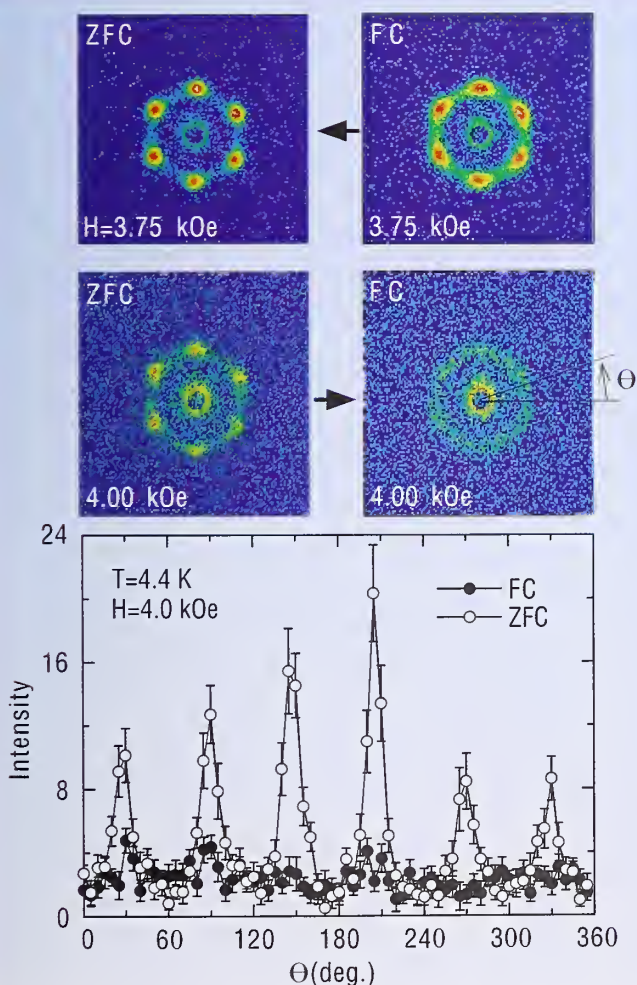 ZFC
H=3.75 kOe
FC
3.75 kOe
ZFC
4.00 kOe
FC
4.00 kOe
Θ
24
16
8
0
Intensity
T=4.4 K
H=4.0 kOe
FC
ZFC
0 60 120 180 240 300 360
Θ(deg.)